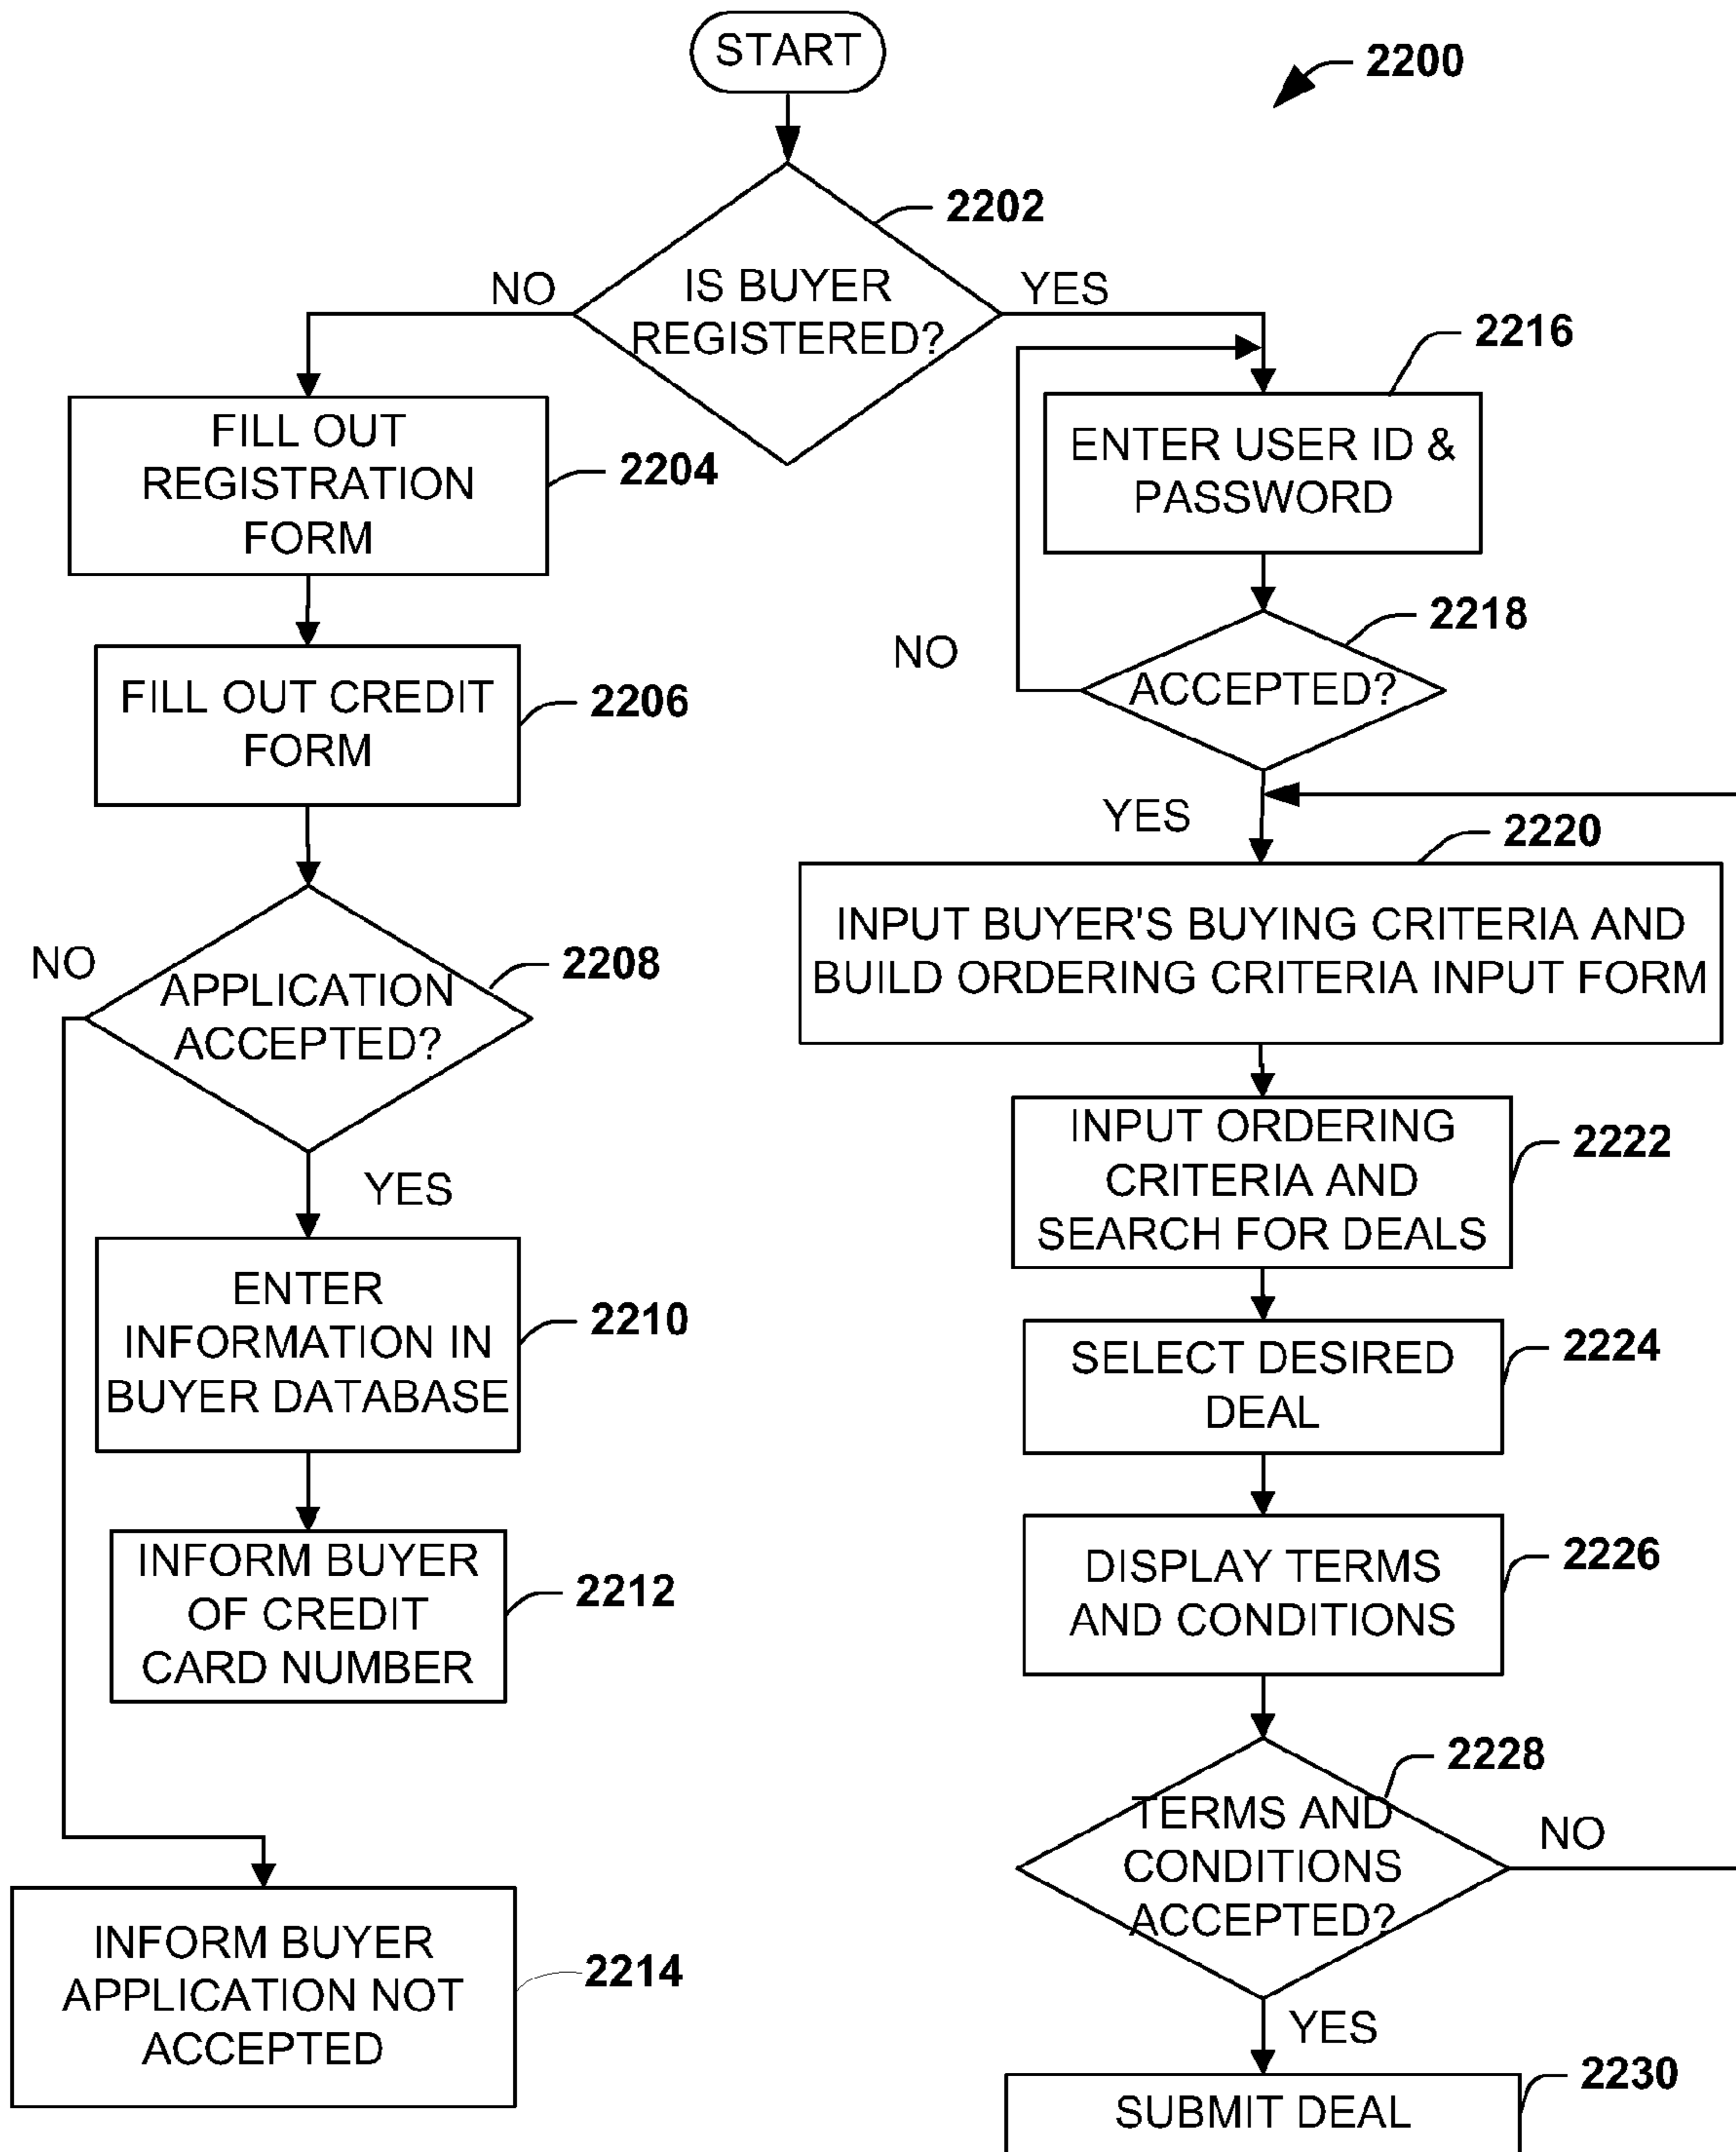 START
2200
2202
IS BUYER
REGISTERED?
NO
YES
FILL OUT
REGISTRATION
FORM
2204
FILL OUT CREDIT
FORM
2206
NO
APPLICATION
ACCEPTED?
2208
YES
ENTER
INFORMATION IN
BUYER DATABASE
2210
INFORM BUYER
OF CREDIT
CARD NUMBER
2212
INFORM BUYER
APPLICATION NOT
ACCEPTED
2214
2216
ENTER USER ID &
PASSWORD
2218
NO
ACCEPTED?
YES
2220
INPUT BUYER'S BUYING CRITERIA AND
BUILD ORDERING CRITERIA INPUT FORM
INPUT ORDERING
CRITERIA AND
SEARCH FOR DEALS
2222
SELECT DESIRED
DEAL
2224
DISPLAY TERMS
AND CONDITIONS
2226
2228
TERMS AND
CONDITIONS
ACCEPTED?
NO
YES
2230
SUBMIT DEAL